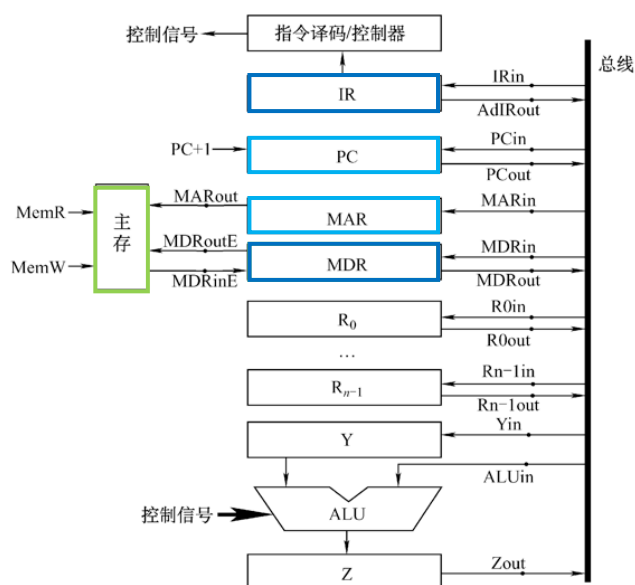 控制信号
指令译码/控制器
总线
IR
IRin
AdIRout
PC+1
PC
PCin
PCout
MemR
主存
MARout
MAR
MARin
MemW
MDRoutE
MDRinE
MDR
MDRin
MDRout
R0
R0in
R0out
…
Rn-1
Rn-1in
Rn-1out
Y
Yin
ALUin
控制信号
ALU
Z
Zout